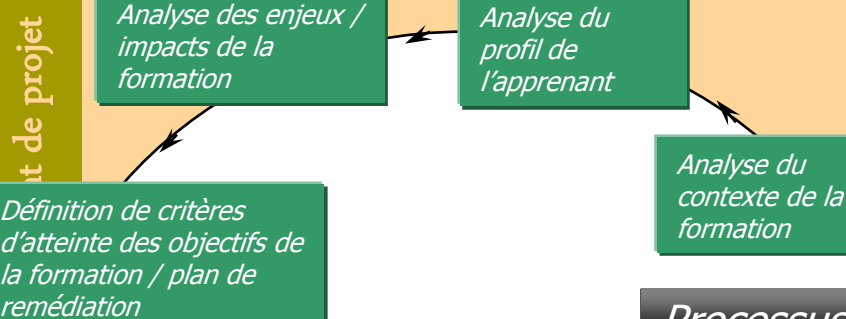 Analyse des enjeux /
impacts de la
formation
Analyse du
profil de
l'apprenant
de projet
Analyse du
contexte de la
formation
Définition de critères
d'atteinte des objectifs de
la formation / plan de
remédiation
Processus